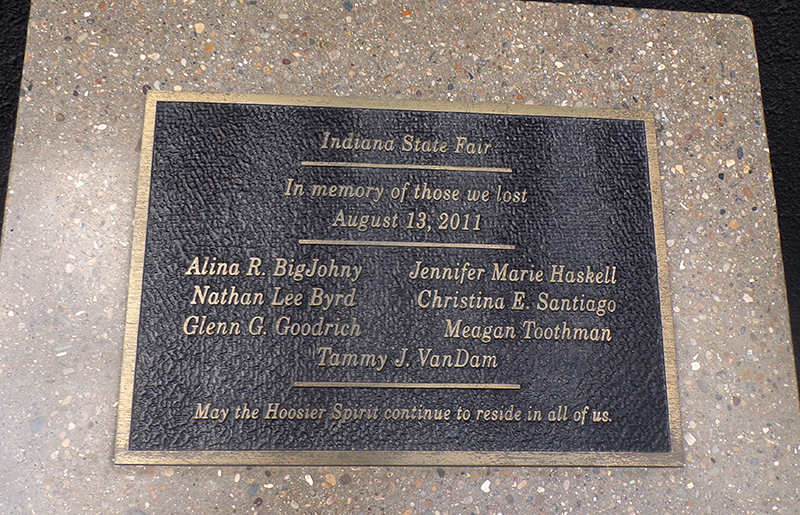 Indiana State Fair
In memory of those we lost
August 13, 2011
Alina R. BigJohny Jennifer Marie Haskell
Nathan Lee Byrd Christina E. Santiago
Glenn G. Goodrich Meagan Toothman
Tammy J. VanDam
May the Hoosier Spirit continue to reside in all of us.